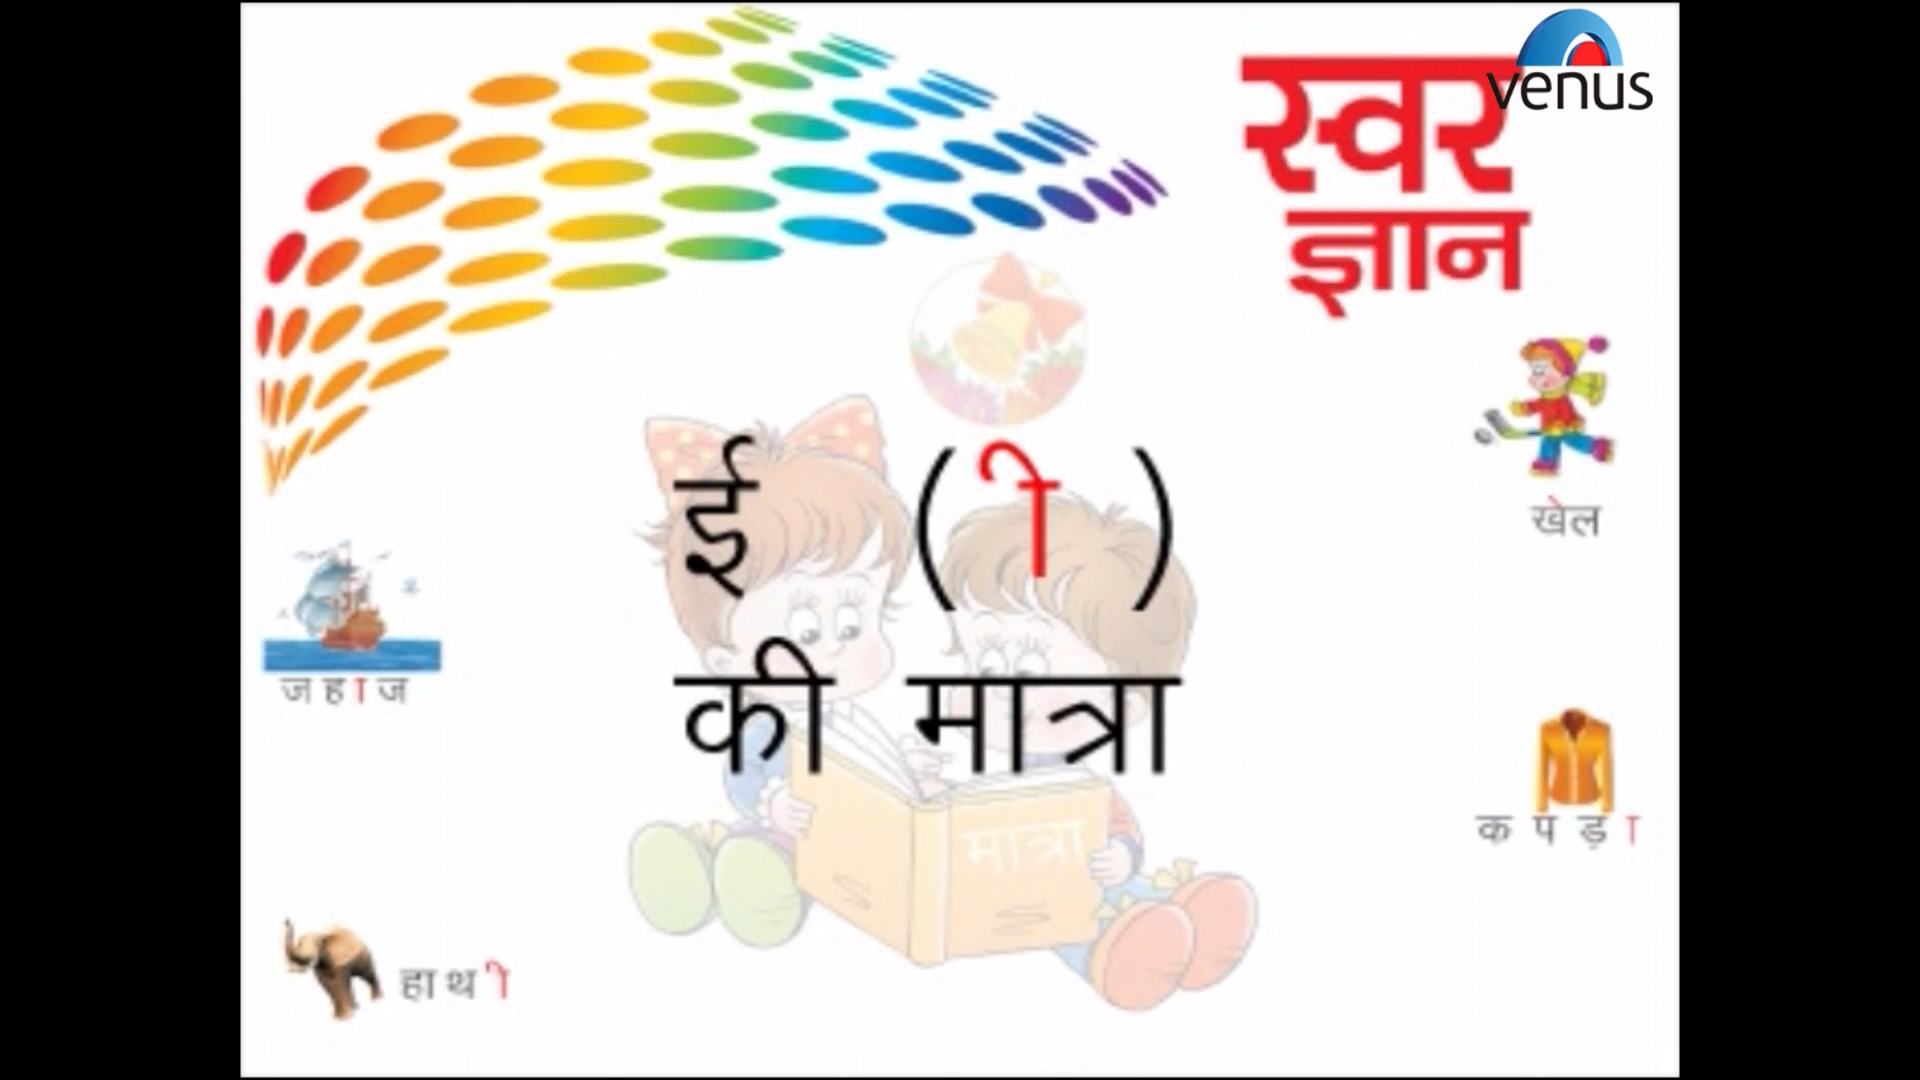 venus
स्वर
ज्ञान
ई ( ी )
की मात्रा
खेल
जहाज
कपड़ा
मात्रा
हाथी